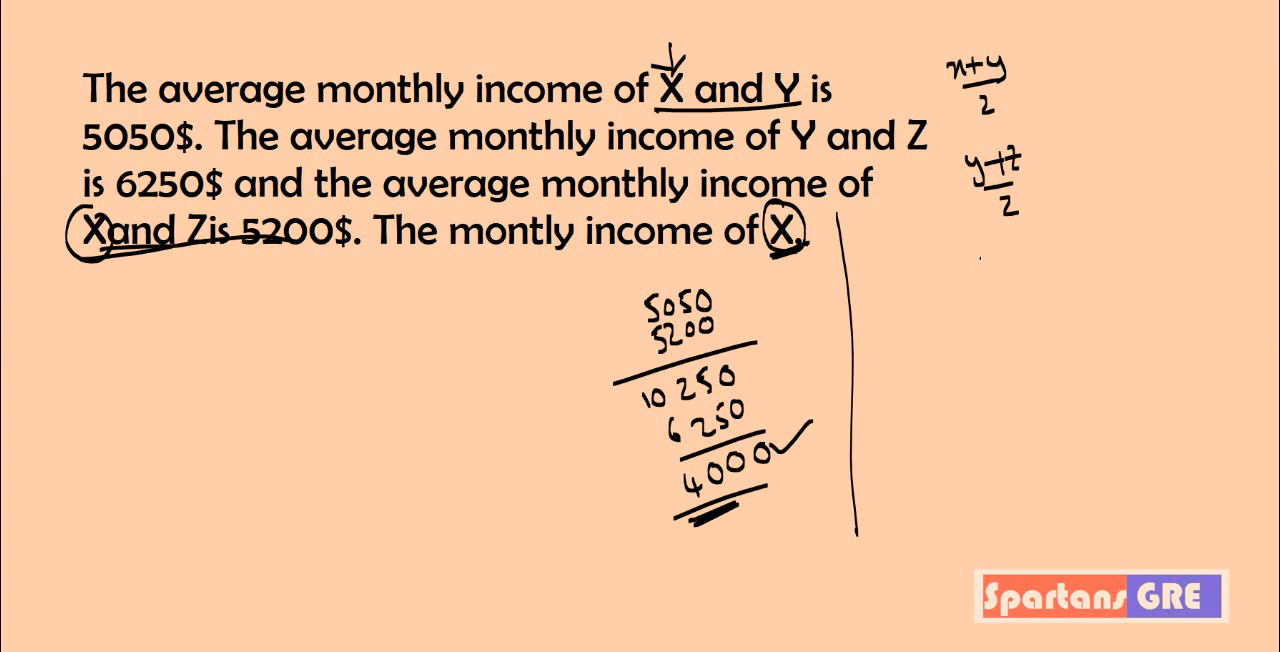 The average monthly income of X and Y is
5050$. The average monthly income of Y and Z
is 6250$ and the average monthly income of
X and Z is 5200$. The montly income of X.
x+y
2
y+z
2
5050
5200
10250
6250
4000
Spartans GRE